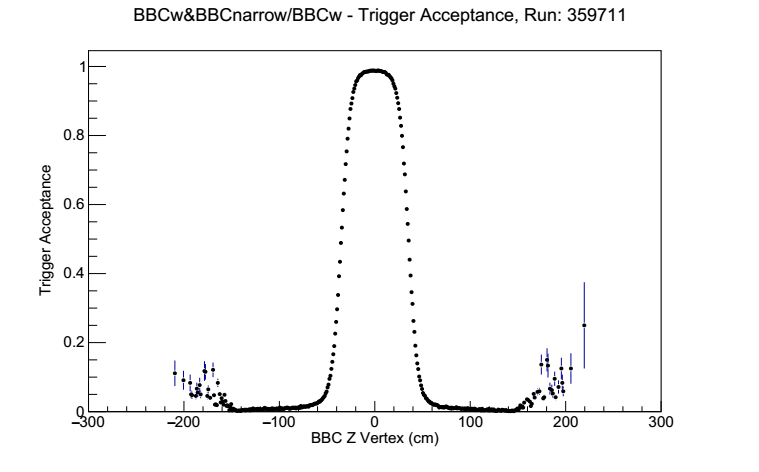 BBCw&BBCnarrow/BBCw - Trigger Acceptance, Run: 359711
Trigger Acceptance
1
0.8
0.6
0.4
0.2
0
−300 −200 −100 0 100 200 300
BBC Z Vertex (cm)